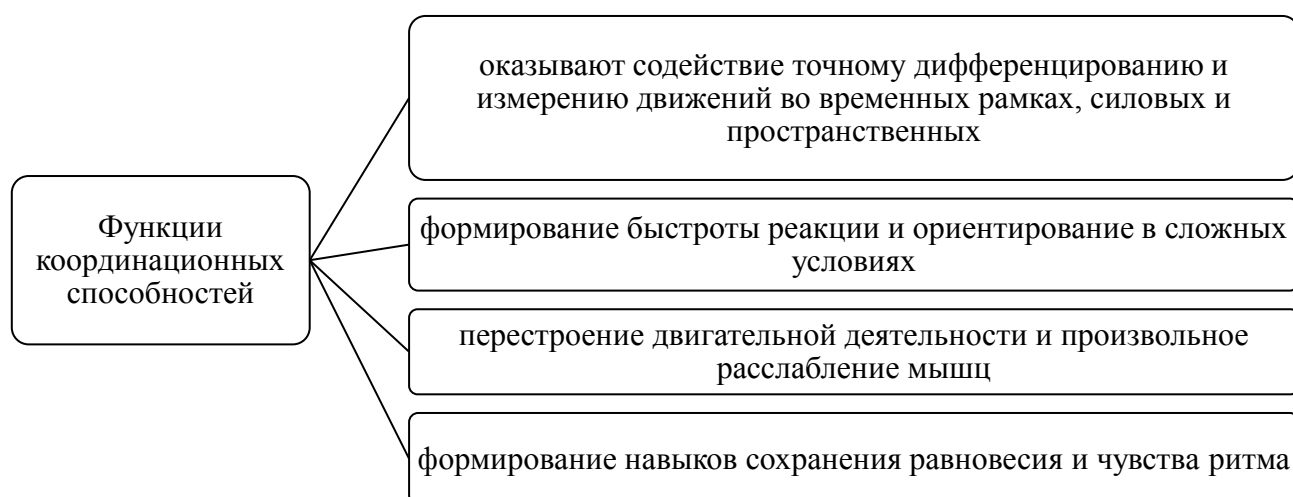 Функции
координационных
способностей
оказывают содействие точному дифференцированию и
измерению движений во временных рамках, силовых и
пространственных
формирование быстроты реакции и ориентирование в сложных
условиях
перестроение двигательной деятельности и произвольное
расслабление мышц
формирование навыков сохранения равновесия и чувства ритма